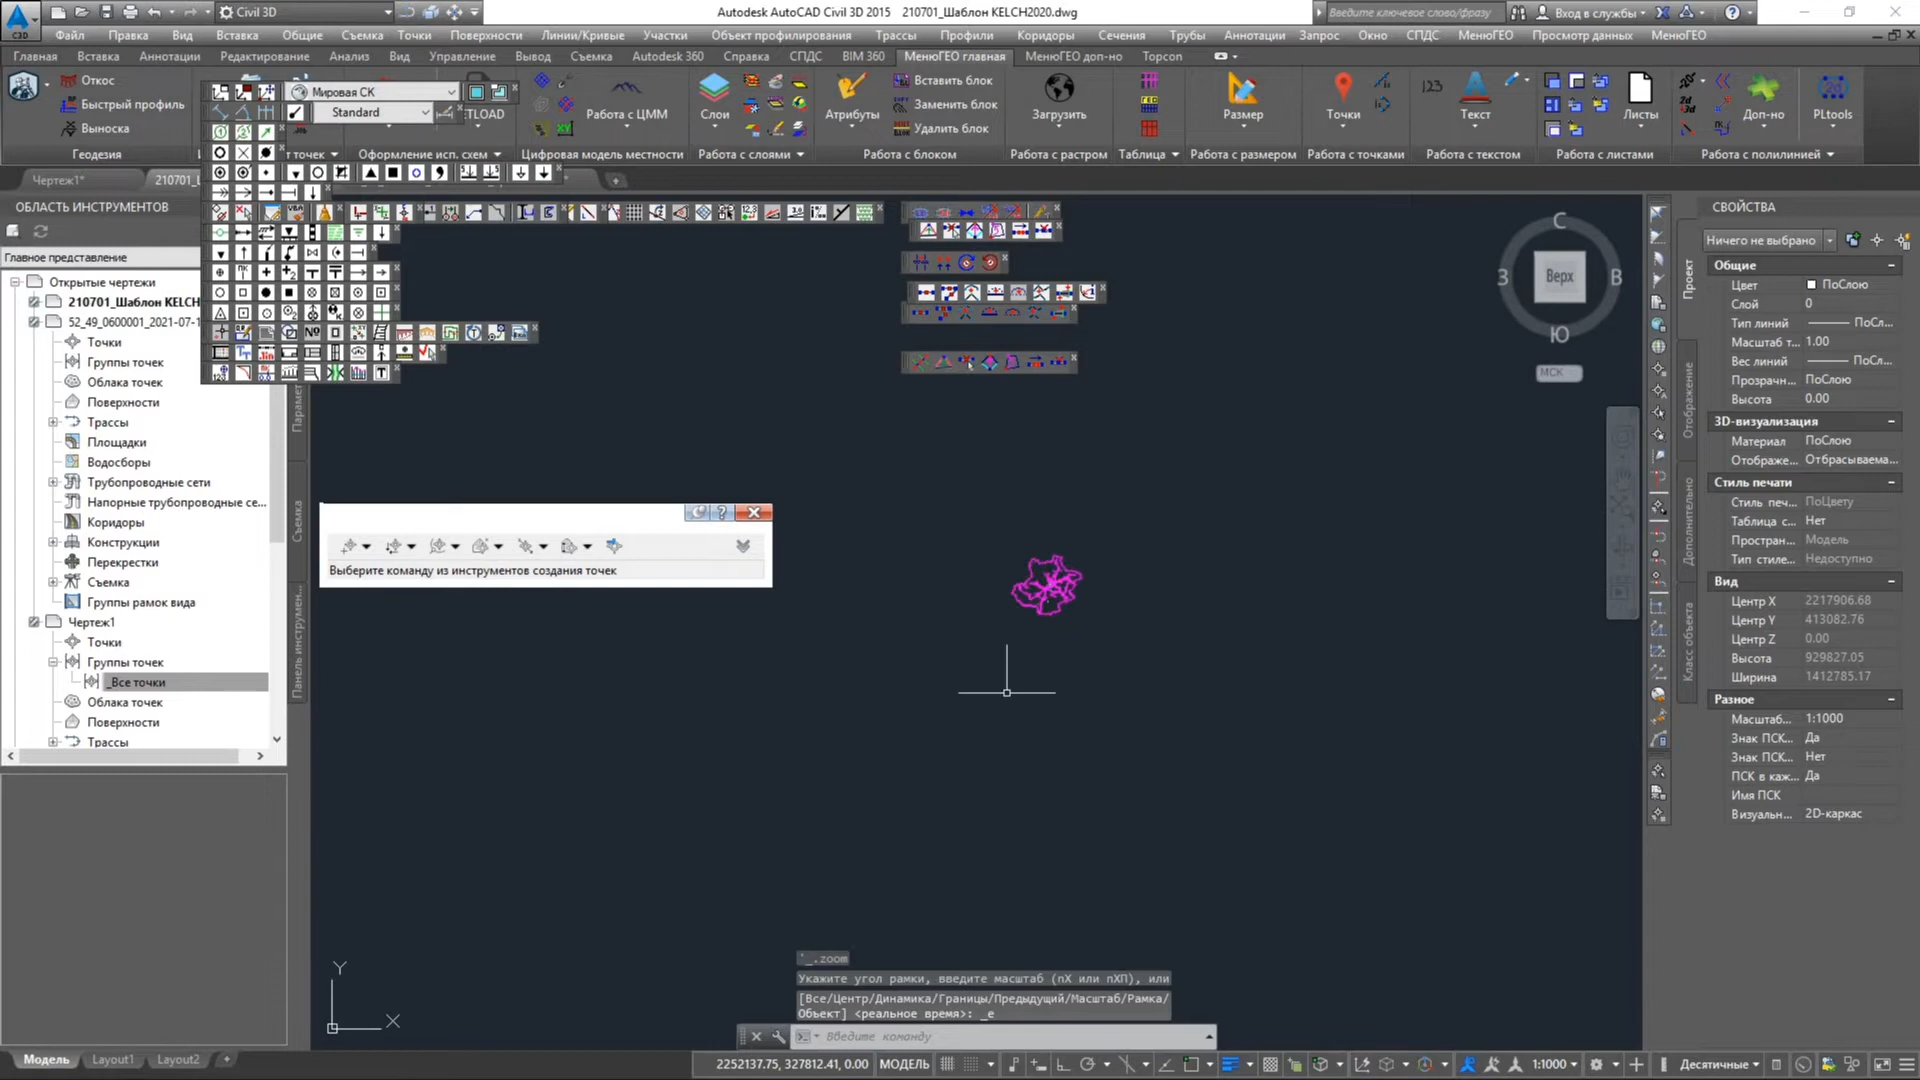 Civil 3D
Autodesk AutoCAD Civil 3D 2015 210701_Шаблон KELCH2020.dwg
Введите ключевое слово/фразу
Вход в службы
C3D
Файл Правка Вид Вставка Общие Съемка Точки Поверхности Линии/Кривые Участки Объект профилирования Трассы Профили Коридоры Сечения Трубы Аннотации Запрос Окно СПДС МенюГЕО Просмотр данных МенюГЕО
Главная Вставка Аннотации Редактирование Анализ Вид Управление Вывод Съемка Autodesk 360 Справка СПДС BIM 360 МенюГЕО главная МенюГЕО доп-но Topcon
Откос
Быстрый профиль
Выноска
Геодезия
Мировая СК
Standard
TLOAD
т точек
Оформление исп. схем
Работа с ЦММ
Цифровая модель местности
Слои
Работа с слоями
Атрибуты
Вставить блок
Заменить блок
Удалить блок
Работа с блоком
Загрузить
Работа с растром
Таблица
Размер
Работа с размером
Точки
Работа с точками
Текст
Работа с текстом
Листы
Работа с листами
Доп-но
PLtools
Работа с полилинией
Чертеж1*
210701_L
ОБЛАСТЬ ИНСТРУМЕНТОВ
Главное представление
Открытые чертежи
210701_Шаблон KELCH
52_49_0600001_2021-07-1
Точки
Группы точек
Облака точек
Поверхности
Трассы
Площадки
Водосборы
Трубопроводные сети
Напорные трубопроводные се...
Коридоры
Конструкции
Перекрестки
Съемка
Группы рамок вида
Чертеж1
Точки
Группы точек
_Все точки
Облака точек
Поверхности
Трассы
Парамет
Съемка
Панель инструмен...
Выберите команду из инструментов создания точек
С
З
Верх
В
Ю
МСК
Y
X
'_.zoom
Укажите угол рамки, введите масштаб (nX или nXП), или
[Все/Центр/Динамика/Границы/Предыдущий/Масштаб/Рамка/
Объект] <реальное время>: _e
Введите команду
СВОЙСТВА
Ничего не выбрано
Проект
Отображение
Дополнительно
Класс объекта
Общие
Цвет ПоСлою
Слой 0
Тип линий ПоСл...
Масштаб т... 1.00
Вес линий ПоСл...
Прозрачн... ПоСлою
Высота 0.00
3D-визуализация
Материал ПоСлою
Отображе... Отбрасываема...
Стиль печати
Стиль печ... ПоЦвету
Таблица с... Нет
Простран... Модель
Тип стиле... Недоступно
Вид
Центр X 2217906.68
Центр Y 413082.76
Центр Z 0.00
Высота 929827.05
Ширина 1412785.17
Разное
Масштаб... 1:1000
Знак ПСК... Да
Знак ПСК... Нет
ПСК в каж... Да
Имя ПСК
Визуальн... 2D-каркас
Модель Layout1 Layout2 +
2252137.75, 327812.41, 0.00 МОДЕЛЬ 1:1000 Десятичные